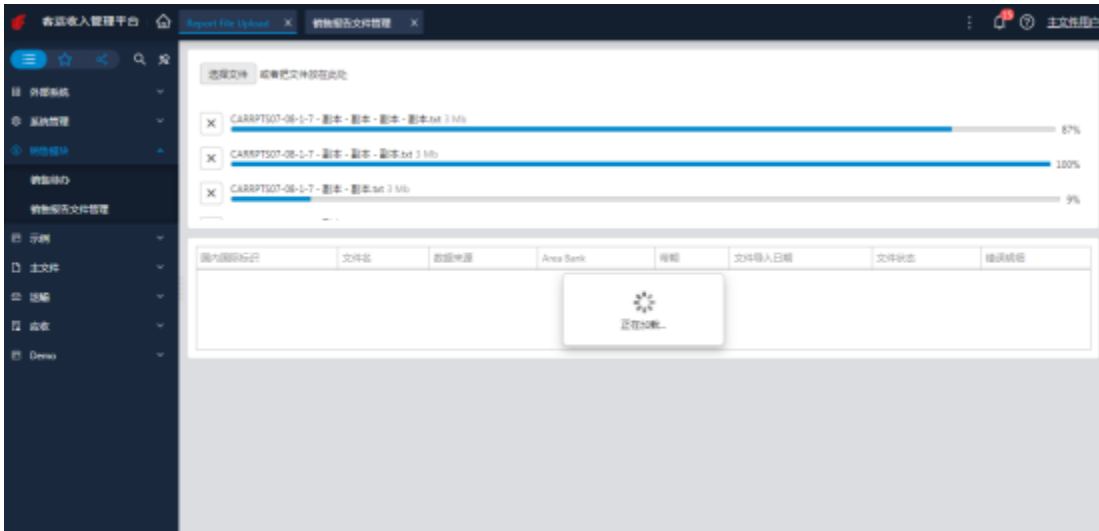 客运收入管理平台
Report File Upload
销售报告文件管理
15
主文件用户
选择文件 或者把文件放在此处
外部系统
系统管理
销售模块
销售待办
销售报告文件管理
示例
主文件
运输
应收
Demo
CARRPTS07-08-1-7 - 副本 - 副本 - 副本 - 副本.txt 3 Mb
87%
CARRPTS07-08-1-7 - 副本 - 副本 - 副本.txt 3 Mb
100%
CARRPTS07-08-1-7 - 副本 - 副本.txt 3 Mb
9%
国内国际标识 文件名 数据来源 Area Bank 帐期 文件导入日期 文件状态 错误明细
正在加载...